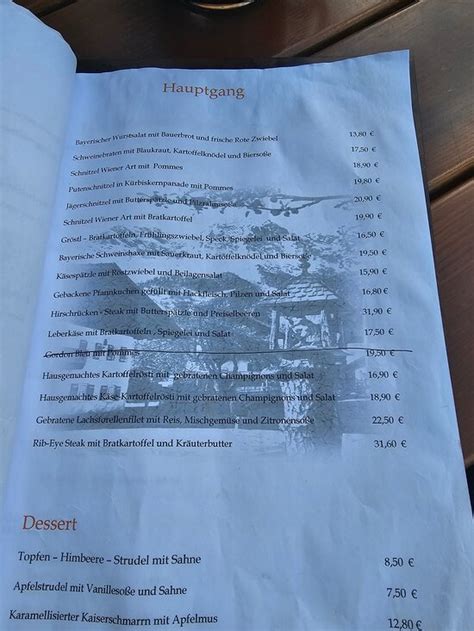 Hauptgang
Bayerischer Wurstsalat mit Bauerbrot und frische Rote Zwiebel 13,80 €
Schweinebraten mit Blaukraut, Kartoffelknödel und Biersoße 17,50 €
Schnitzel Wiener Art mit Pommes 18,90 €
Putenschnitzel in Kürbiskernpanade mit Pommes 19,80 €
Jägerschnitzel mit Butterspätzle und Pilzrahmsoße 20,90 €
Schnitzel Wiener Art mit Bratkartoffel 19,90 €
Gröstl – Bratkartoffeln, Frühlingszwiebel, Speck, Spiegelei und Salat 16,50 €
Bayerische Schweinshaxe mit Sauerkraut, Kartoffelknödel und Biersoße 19,50 €
Käsespätzle mit Röstzwiebel und Beilagensalat 15,90 €
Gebackene Pfannkuchen gefüllt mit Hackfleisch, Pilzen und Salat 16,80 €
Hirschrücken - Steak mit Butterspätzle und Preiselbeeren 31,90 €
Leberkäse mit Bratkartoffeln , Spiegelei und Salat 17,50 €
Gordon Bleu mit Pommes 19,50 €
Hausgemachtes Kartoffelrösti mit gebratenen Champignons und Salat 16,90 €
Hausgemachtes Käse-Kartoffelrösti mit gebratenen Champignons und Salat 18,90 €
Gebratene Lachsforellenfilet mit Reis, Mischgemüse und Zitronensoße 22,50 €
Rib-Eye Steak mit Bratkartoffel und Kräuterbutter 31,60 €
Dessert
Topfen – Himbeere – Strudel mit Sahne 8,50 €
Apfelstrudel mit Vanillesoße und Sahne 7,50 €
Karamellisierter Kaiserschmarrn mit Apfelmus 12,80 €